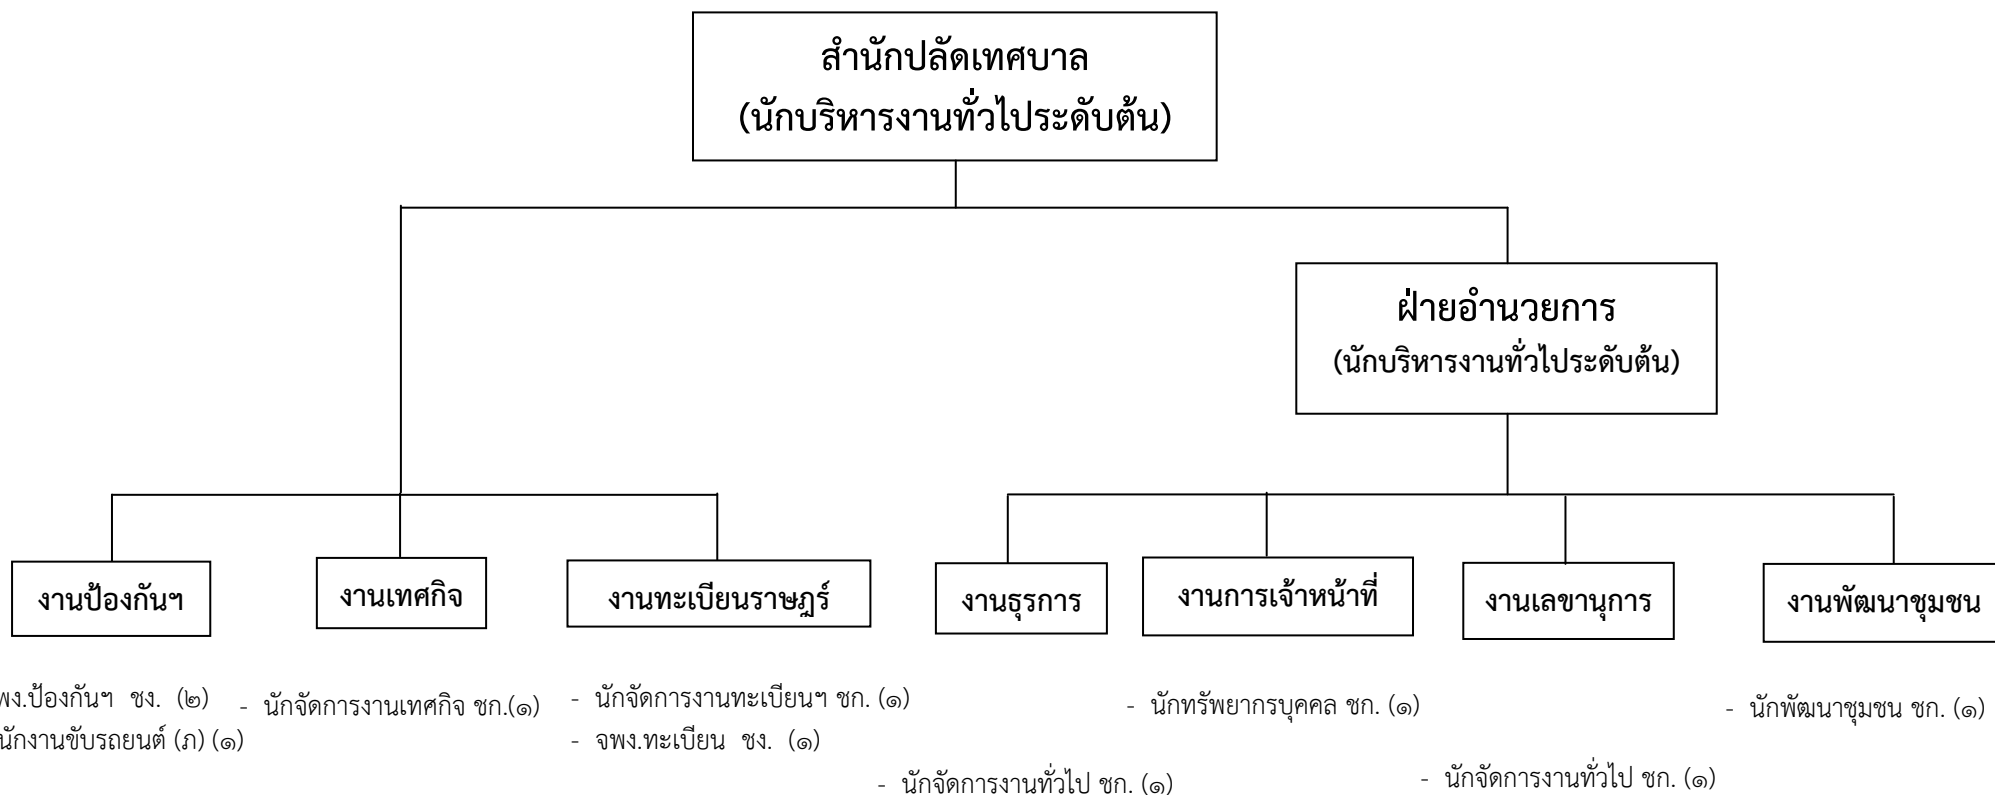 สำนักปลัดเทศบาล
(นักบริหารงานทั่วไประดับต้น)
ฝ่ายอำนวยการ
(นักบริหารงานทั่วไประดับต้น)
งานป้องกันฯ
งานเทศกิจ
งานทะเบียนราษฎร์
งานธุรการ
งานการเจ้าหน้าที่
งานเลขานุการ
งานพัฒนาชุมชน
พง.ป้องกันฯ ชง. (๒)
นักงานขับรถยนต์ (ภ) (๑)
- นักจัดการงานเทศกิจ ชก.(๑)
- นักจัดการงานทะเบียนฯ ชก. (๑)
- จพง.ทะเบียน ชง. (๑)
- นักจัดการงานทั่วไป ชก. (๑)
- นักทรัพยากรบุคคล ชก. (๑)
- นักจัดการงานทั่วไป ชก. (๑)
- นักพัฒนาชุมชน ชก. (๑)